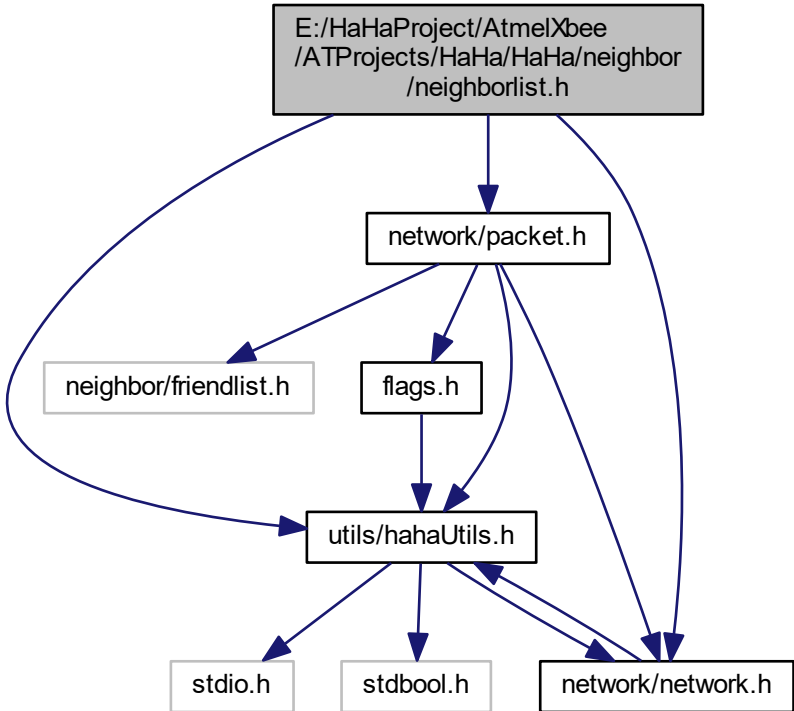 E:/HaHaProject/AtmelXbee
/ATProjects/HaHa/HaHa/neighbor
/neighborlist.h
network/packet.h
neighbor/friendlist.h
flags.h
utils/hahaUtils.h
stdio.h
stdbool.h
network/network.h